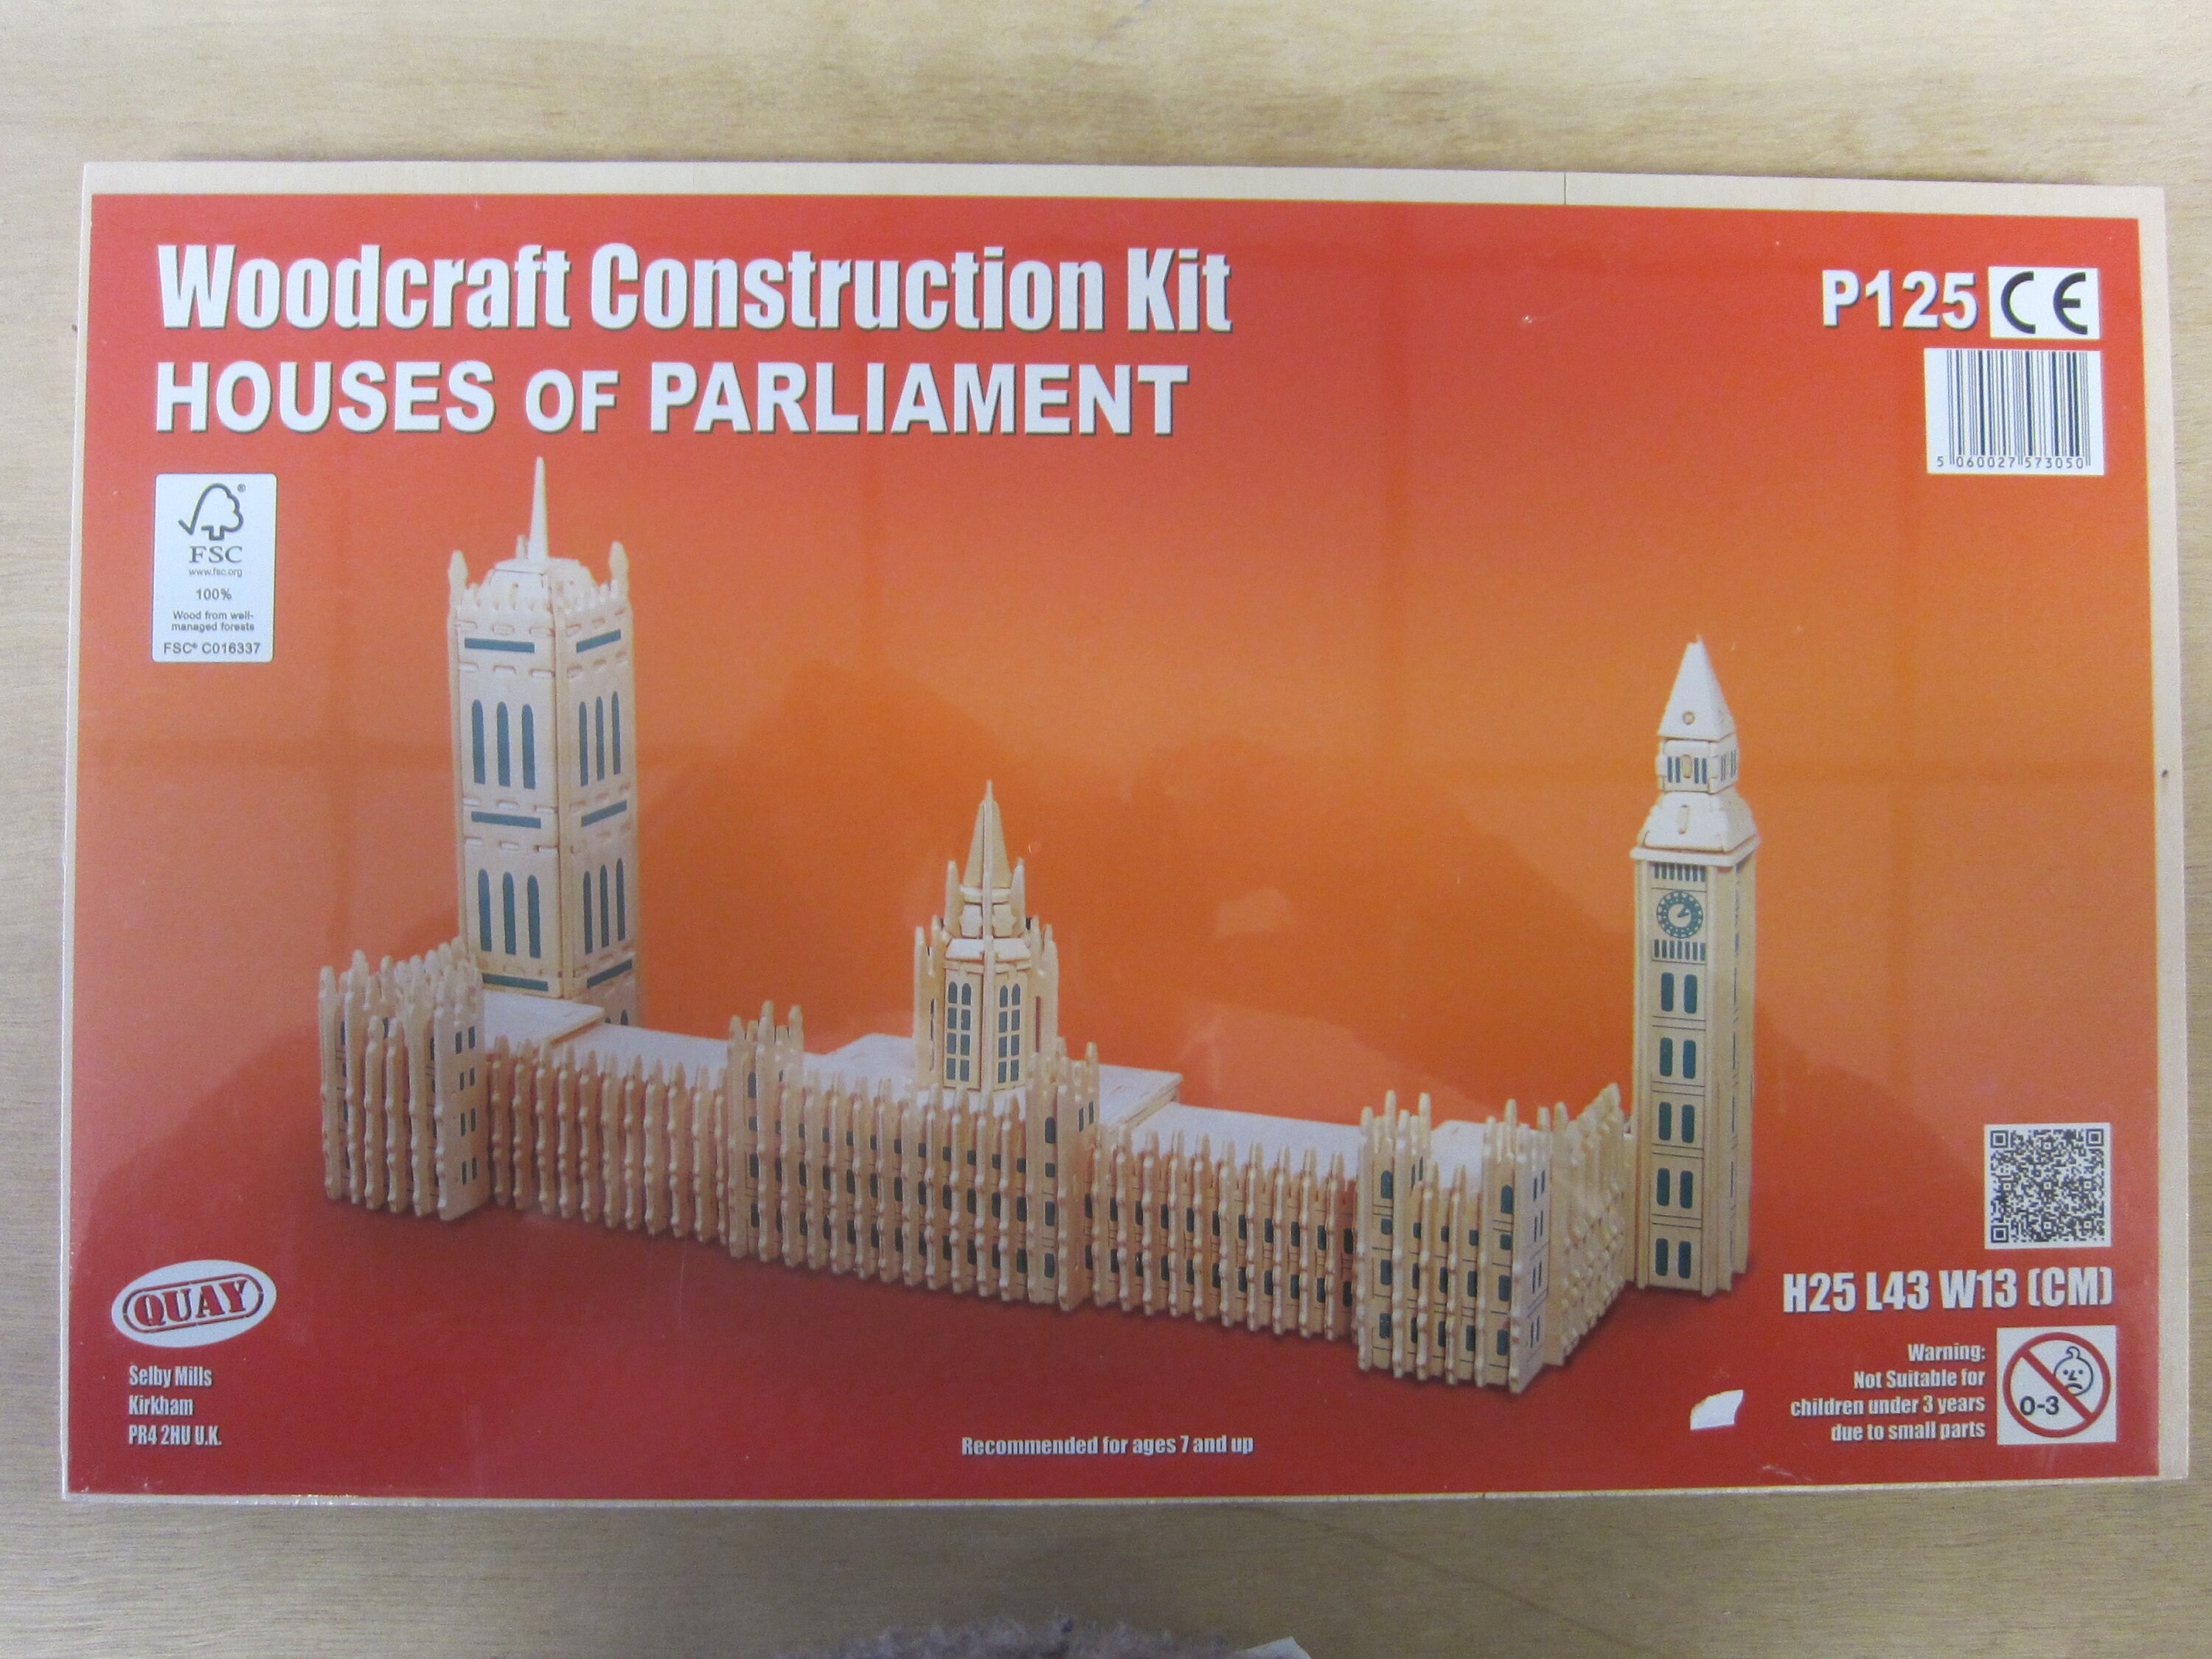 Woodcraft Construction Kit
HOUSES OF PARLIAMENT
P125 CE
5 060027 573050
FSC®
www.fsc.org
100%
Wood from well-
managed forests
FSC® C016337
QUAY
Selby Mills
Kirkham
PR4 2HU U.K.
Recommended for ages 7 and up
H25 L43 W13 (CM)
Warning:
Not Suitable for
children under 3 years
due to small parts
0-3